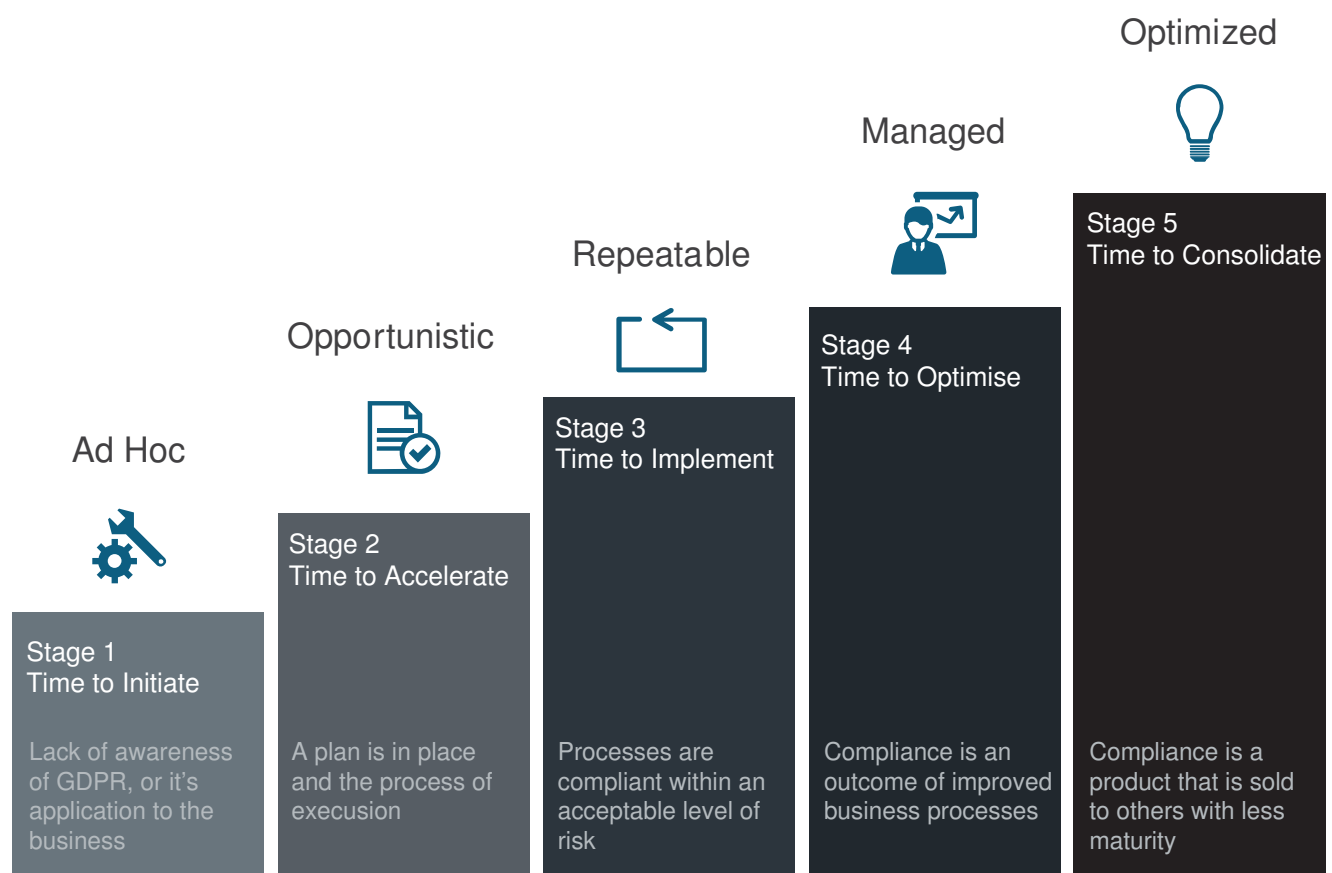 Ad Hoc
Stage 1
Time to Initiate
Lack of awareness
of GDPR, or it's
application to the
business
Opportunistic
Stage 2
Time to Accelerate
A plan is in place
and the process of
execusion
Repeatable
Stage 3
Time to Implement
Processes are
compliant within an
acceptable level of
risk
Managed
Stage 4
Time to Optimise
Compliance is an
outcome of improved
business processes
Optimized
Stage 5
Time to Consolidate
Compliance is a
product that is sold
to others with less
maturity